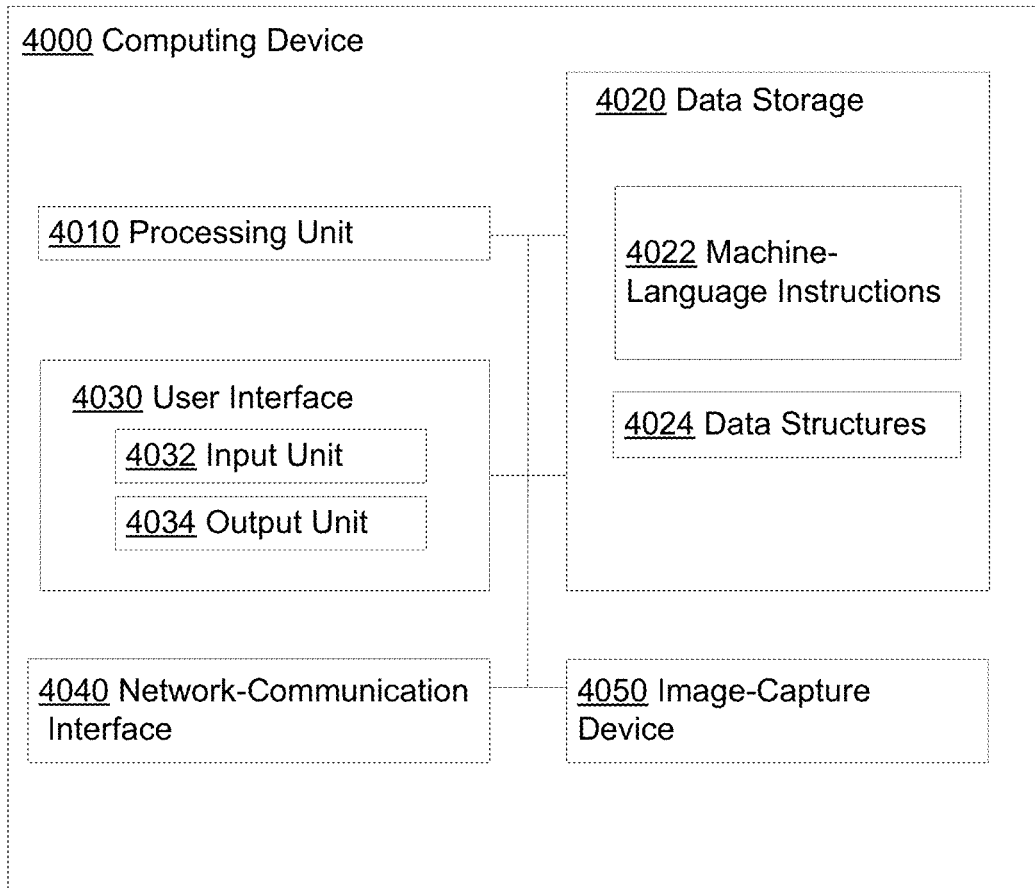 4000 Computing Device
4020 Data Storage
4010 Processing Unit
4022 Machine-
Language Instructions
4030 User Interface
4024 Data Structures
4032 Input Unit
4034 Output Unit
4040 Network-Communication
Interface
4050 Image-Capture
Device